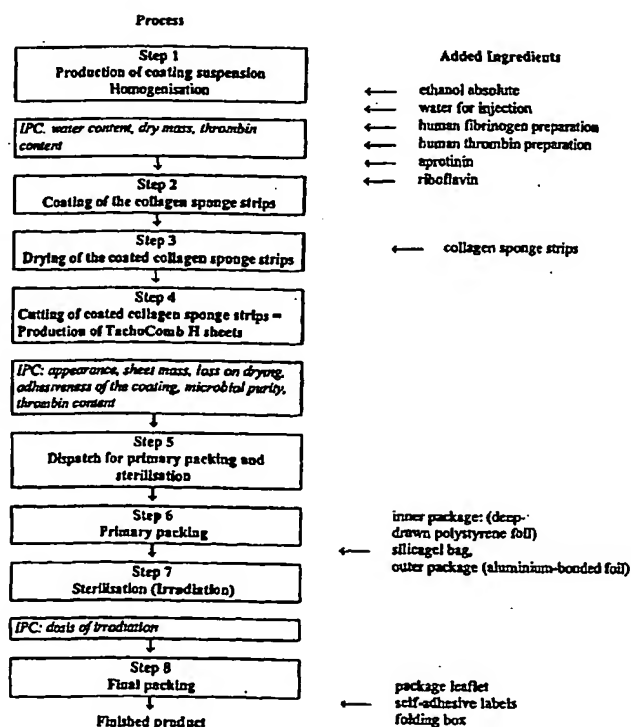 Process
Step 1
Production of coating suspension
Homogenisation
Added Ingredients
ethanol absolute
water for injection
human fibrinogen preparation
human thrombin preparation
aprotinin
riboflavin
IPC: water content, dry mass, thrombin
content
Step 2
Coating of the collagen sponge strips
Step 3
Drying of the coated collagen sponge strips
collagen sponge strips
Step 4
Cutting of coated collagen sponge strips =
Production of TachoComb H sheets
IPC: appearance, sheet mass, loss on drying,
adhesiveness of the coating, microbial purity,
thrombin content
Step 5
Dispatch for primary packing and
sterilisation
Step 6
Primary packing
inner package: (deep-
drawn polystyrene foil)
silicagel bag,
outer package (aluminium-bonded foil)
Step 7
Sterilisation (Irradiation)
IPC: dosis of irradiation
Step 8
Final packing
package leaflet
self-adhesive labels
folding box
Finished product